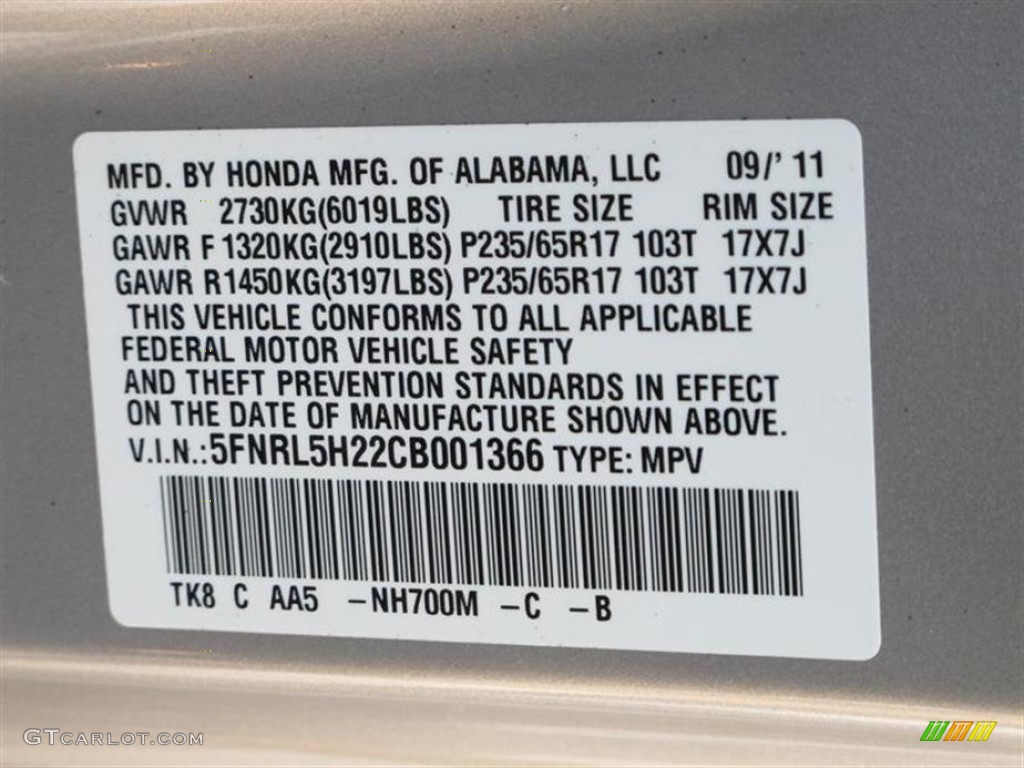 MFD. BY HONDA MFG. OF ALABAMA, LLC 09/' 11
GVWR 2730KG(6019LBS) TIRE SIZE RIM SIZE
GAWR F 1320KG(2910LBS) P235/65R17 103T 17X7J
GAWR R1450KG(3197LBS) P235/65R17 103T 17X7J
THIS VEHICLE CONFORMS TO ALL APPLICABLE
FEDERAL MOTOR VEHICLE SAFETY
AND THEFT PREVENTION STANDARDS IN EFFECT
ON THE DATE OF MANUFACTURE SHOWN ABOVE.
V.I.N.:5FNRL5H22CB001366 TYPE: MPV
TK8 C AA5 -NH700M -C -B
GTCARLOT.COM